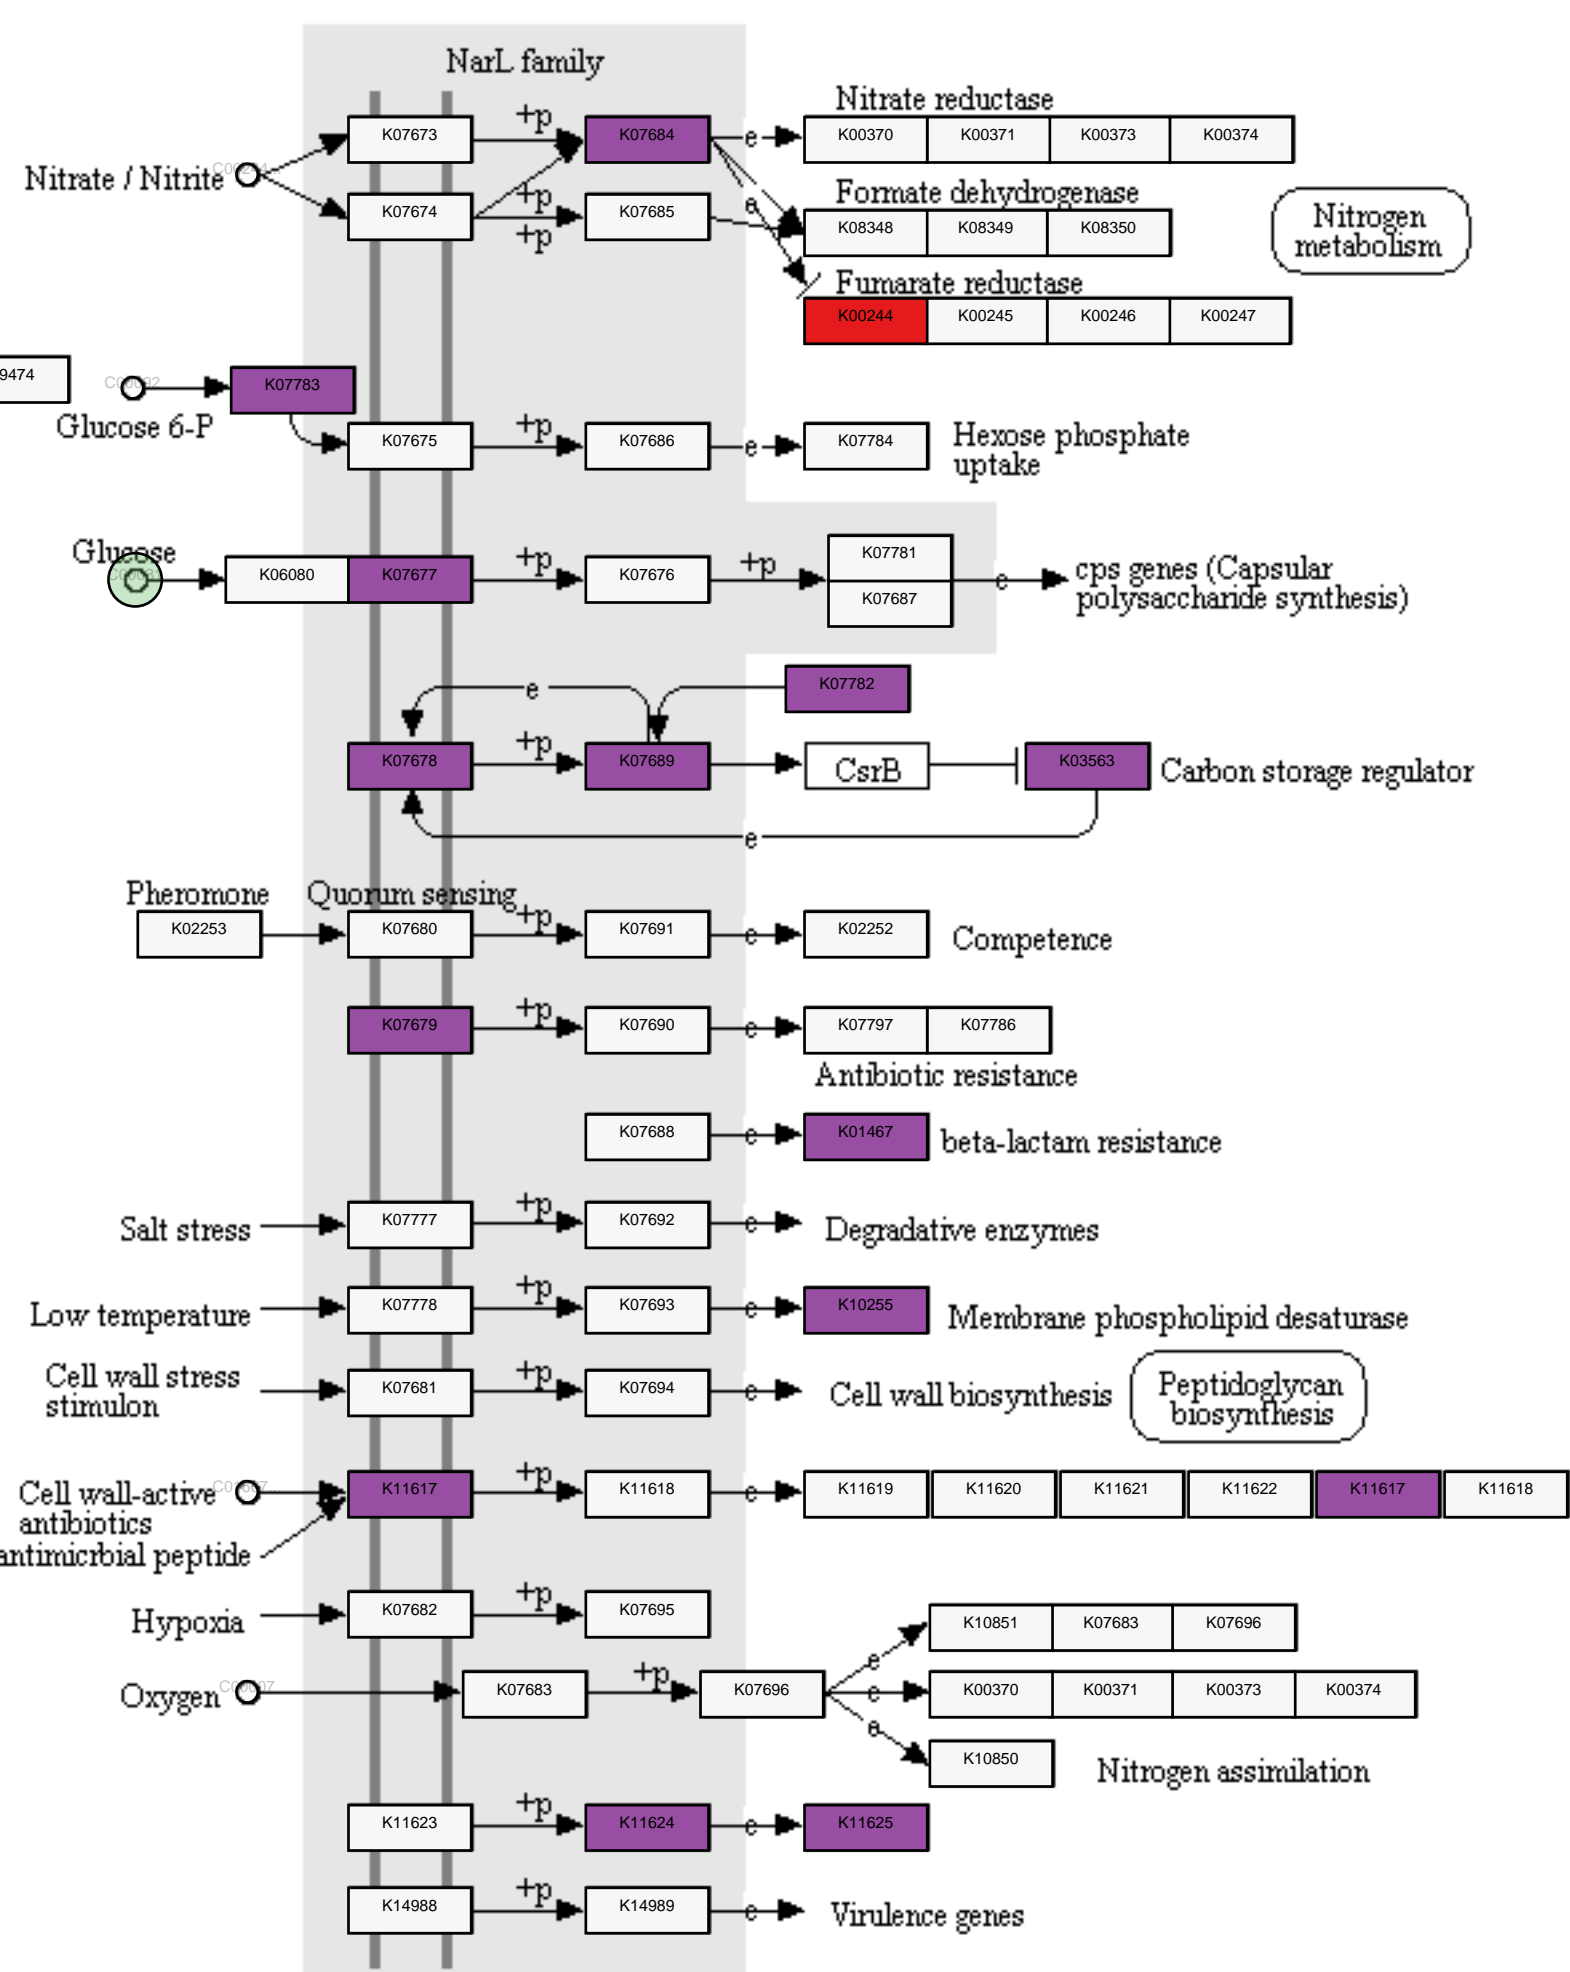 NarL family
Nitrate reductase
K07673 +p K07684 e K00370 K00371 K00373 K00374
Nitrate / Nitrite
Formate dehydrogenase
K07674 +p K07685 e K08348 K08349 K08350
+p
Nitrogen
metabolism
Fumarate reductase
K00244 K00245 K00246 K00247
9474 K07783
Glucose 6-P
K07675 +p K07686 e K07784 Hexose phosphate
uptake
Glucose
K06080 K07677 +p K07676 +p K07781
K07687
e cps genes (Capsular
polysaccharide synthesis)
e K07782
K07678 +p K07689 CsrB K03563 Carbon storage regulator
e
Pheromone Quorum sensing
K02253 K07680 +p K07691 e K02252 Competence
K07679 +p K07690 e K07797 K07786
Antibiotic resistance
K07688 e K01467 beta-lactam resistance
Salt stress K07777 +p K07692 e Degradative enzymes
Low temperature K07778 +p K07693 e K10255 Membrane phospholipid desaturase
Cell wall stress
stimulon
K07681 +p K07694 e Cell wall biosynthesis
Peptidoglycan
biosynthesis
Cell wall-active
antibiotics
antimicrbial peptide
K11617 +p K11618 e K11619 K11620 K11621 K11622 K11617 K11618
Hypoxia K07682 +p K07695
e K10851 K07683 K07696
Oxygen K07683 +p K07696 e K00370 K00371 K00373 K00374
e K10850 Nitrogen assimilation
K11623 +p K11624 e K11625
K14988 +p K14989 e Virulence genes